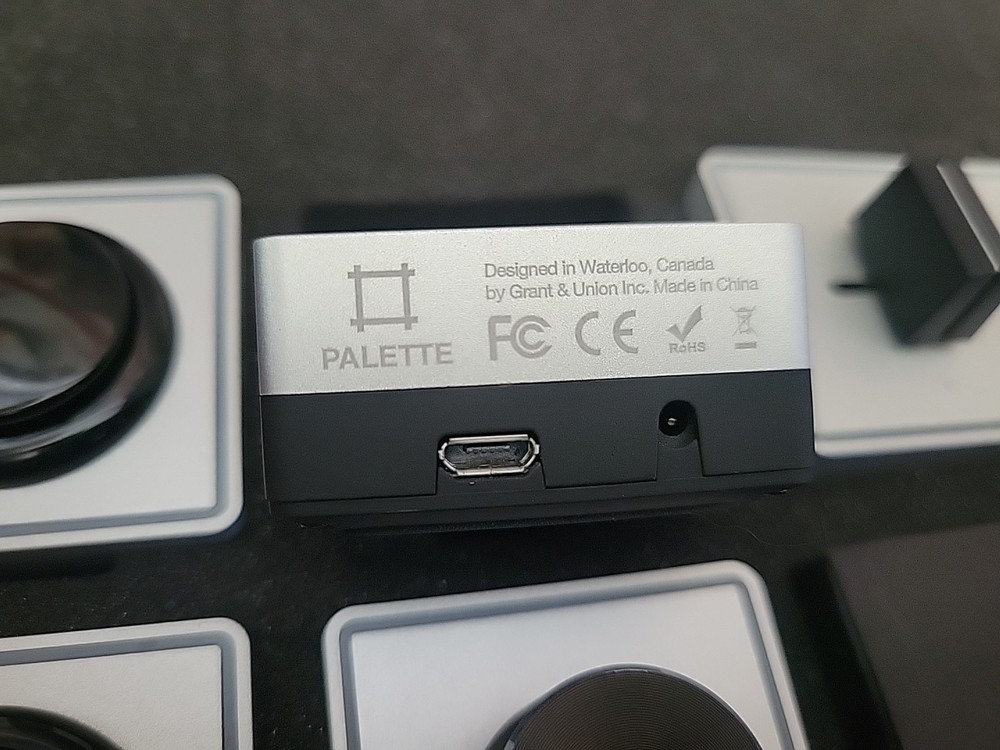 PALETTE
Designed in Waterloo, Canada
by Grant & Union Inc. Made in China
FC CE RoHS